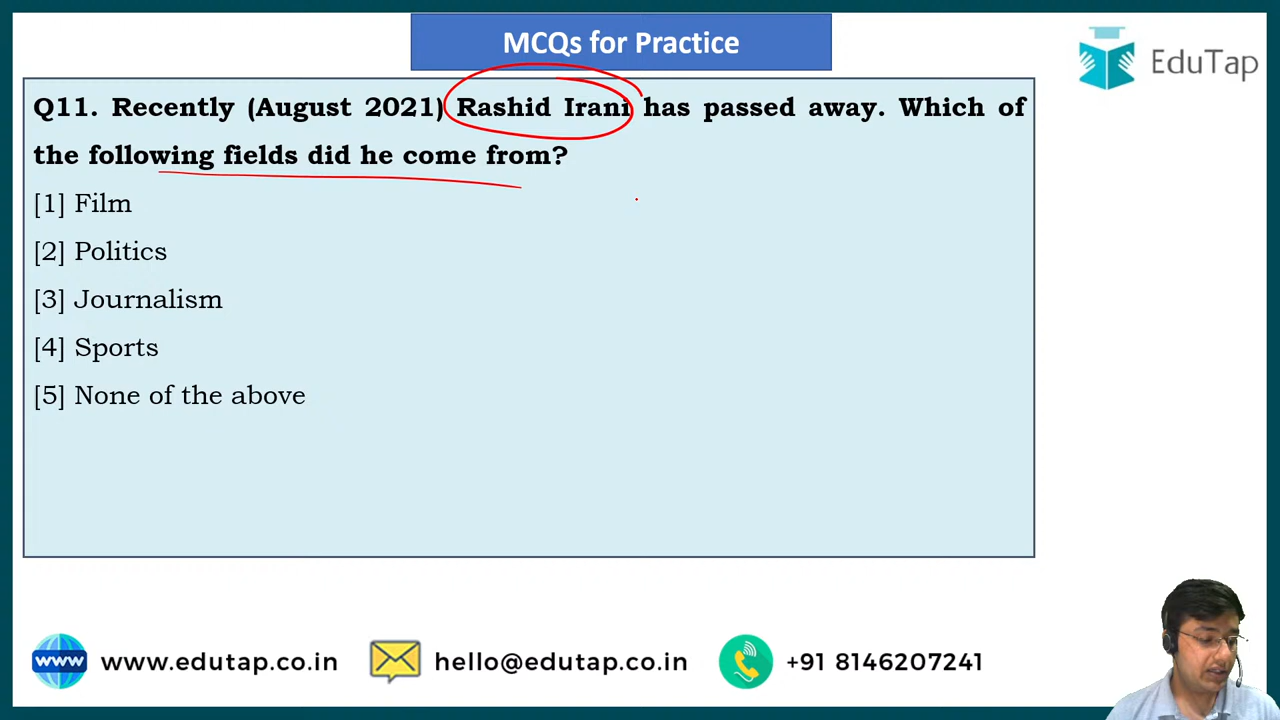 MCQs for Practice
EduTap
Q11. Recently (August 2021) Rashid Irani has passed away. Which of
the following fields did he come from?
[1] Film
[2] Politics
[3] Journalism
[4] Sports
[5] None of the above
www
www.edutap.co.in
hello@edutap.co.in
+91 8146207241